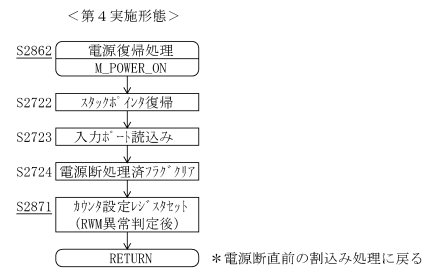 ＜第４実施形態＞
S2862
電源復帰処理
M_POWER_ON
S2722 ｽﾀｯｸﾎﾟｲﾝﾀ復帰
S2723 入力ﾎﾟｰﾄ読込み
S2724 電源断処理済ﾌﾗｸﾞｸﾘｱ
S2871 ｶｳﾝﾀ設定ﾚｼﾞｽﾀｾｯﾄ
(RWM異常判定後)
RETURN ＊電源断直前の割込み処理に戻る